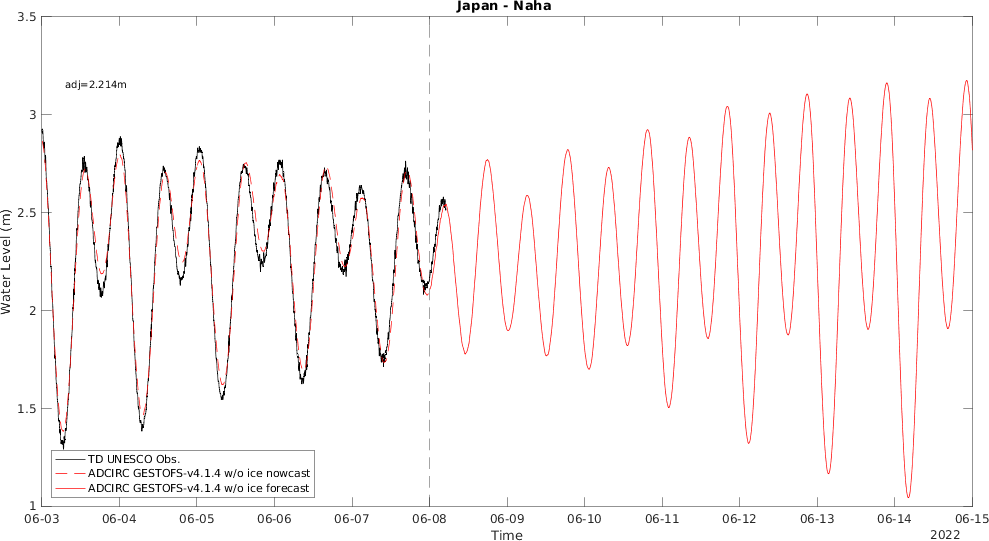 Japan - Naha
3.5
3
2.5
2
1.5
1
Water Level (m)
adj=2.214m
TD UNESCO Obs.
ADCIRC GESTOFS-v4.1.4 w/o ice nowcast
ADCIRC GESTOFS-v4.1.4 w/o ice forecast
06-03 06-04 06-05 06-06 06-07 06-08 06-09 06-10 06-11 06-12 06-13 06-14 06-15
Time
2022